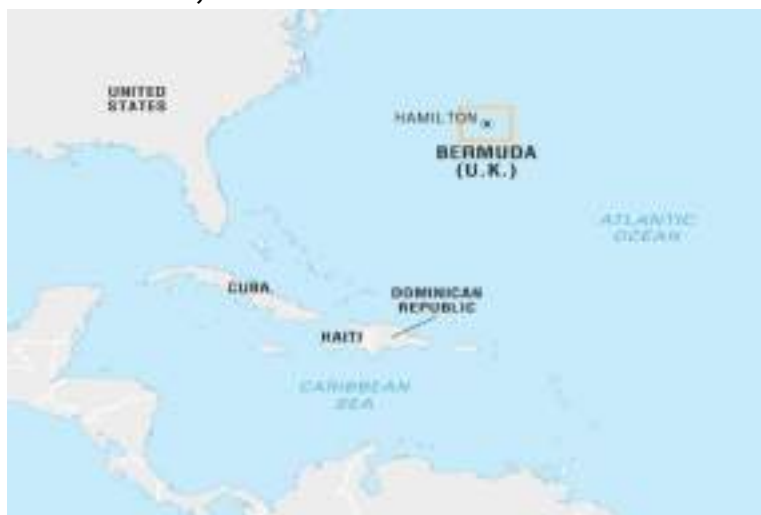 UNITED
STATES
HAMILTON
BERMUDA
(U.K.)
ATLANTIC
OCEAN
CUBA
DOMINICAN
REPUBLIC
HAITI
CARIBBEAN
SEA